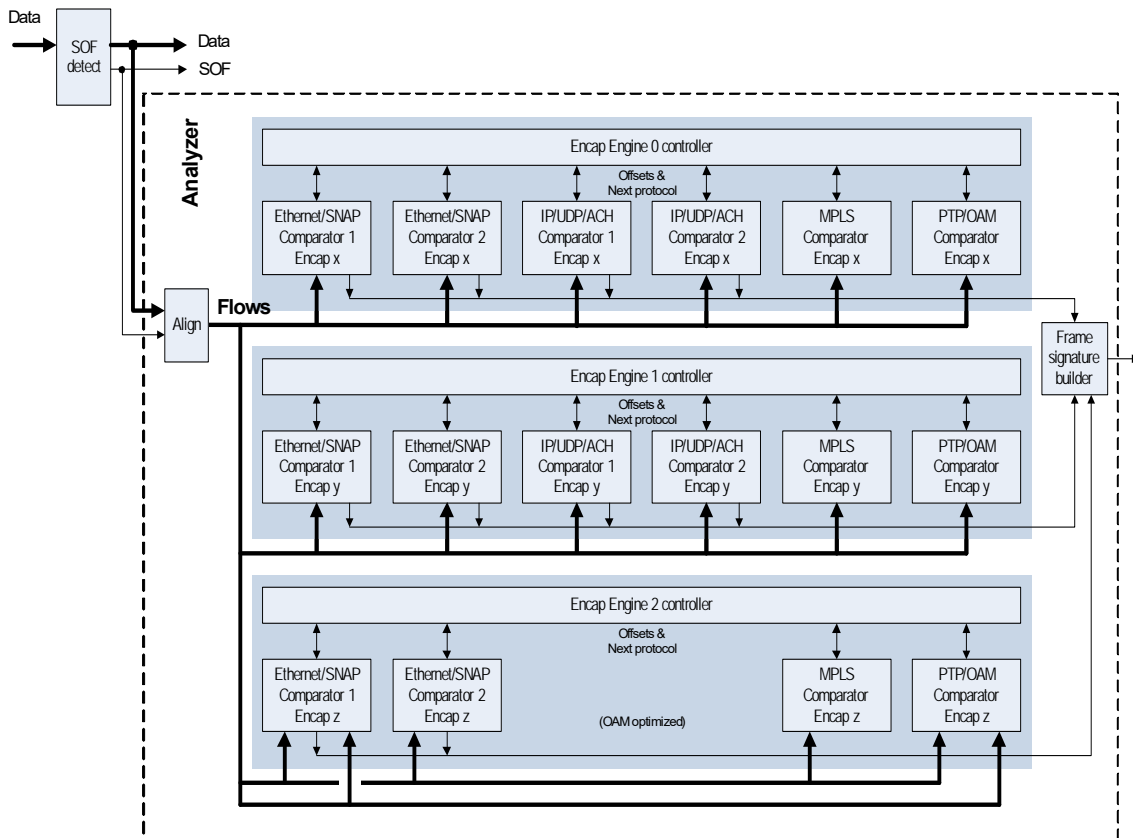 Data
SOF
detect
Data
SOF
Analyzer
Encap Engine 0 controller
Offsets &
Next protocol
Ethernet/SNAP
Comparator 1
Encap x
Ethernet/SNAP
Comparator 2
Encap x
IP/UDP/ACH
Comparator 1
Encap x
IP/UDP/ACH
Comparator 2
Encap x
MPLS
Comparator
Encap x
PTP/OAM
Comparator
Encap x
Flows
Align
Frame
signature
builder
Encap Engine 1 controller
Offsets &
Next protocol
Ethernet/SNAP
Comparator 1
Encap y
Ethernet/SNAP
Comparator 2
Encap y
IP/UDP/ACH
Comparator 1
Encap y
IP/UDP/ACH
Comparator 2
Encap y
MPLS
Comparator
Encap y
PTP/OAM
Comparator
Encap y
Encap Engine 2 controller
Offsets &
Next protocol
Ethernet/SNAP
Comparator 1
Encap z
Ethernet/SNAP
Comparator 2
Encap z
(OAM optimized)
MPLS
Comparator
Encap z
PTP/OAM
Comparator
Encap z